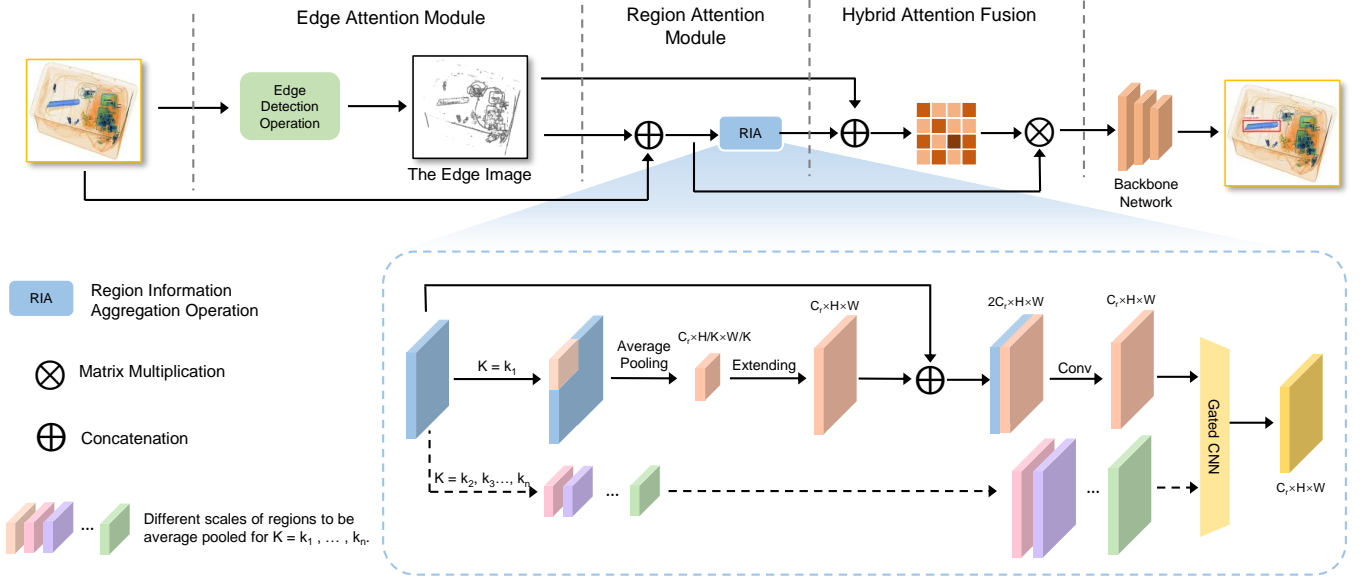 Edge Attention Module
Region Attention
Module
Hybrid Attention Fusion
Edge
Detection
Operation
The Edge Image
RIA
Backbone
Network
RIA
Region Information
Aggregation Operation
Matrix Multiplication
Concatenation
Different scales of regions to be
average pooled for K = k₁ , … , kₙ.
K = k₁
Average
Pooling
Cᵣ×H/K×W/K
Extending
Cᵣ×H×W
2Cᵣ×H×W
Conv
Cᵣ×H×W
Gated CNN
Cᵣ×H×W
K = k₂, k₃..., kₙ
...
...
...